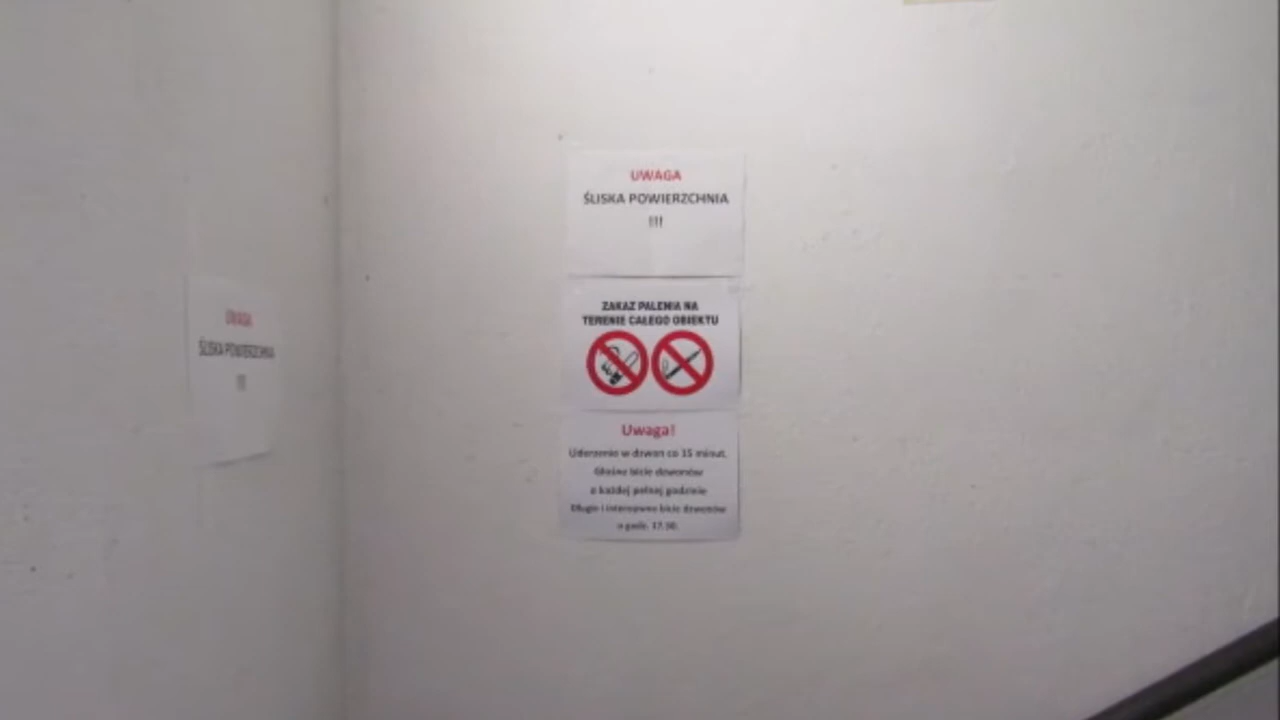 UWAGA
ŚLISKA POWIERZCHNIA
!!!
ZAKAZ PALENIA NA
TERENIE CAŁEGO OBIEKTU
Uwaga!
Uderzenie w dzwon co 15 minut.
Głośne bicie dzwonów
o każdej pełnej godzinie
Długie i intensywne bicie dzwonów
o godz. 17.30.
UWAGA
ŚLISKA POWIERZCHNIA
!!!